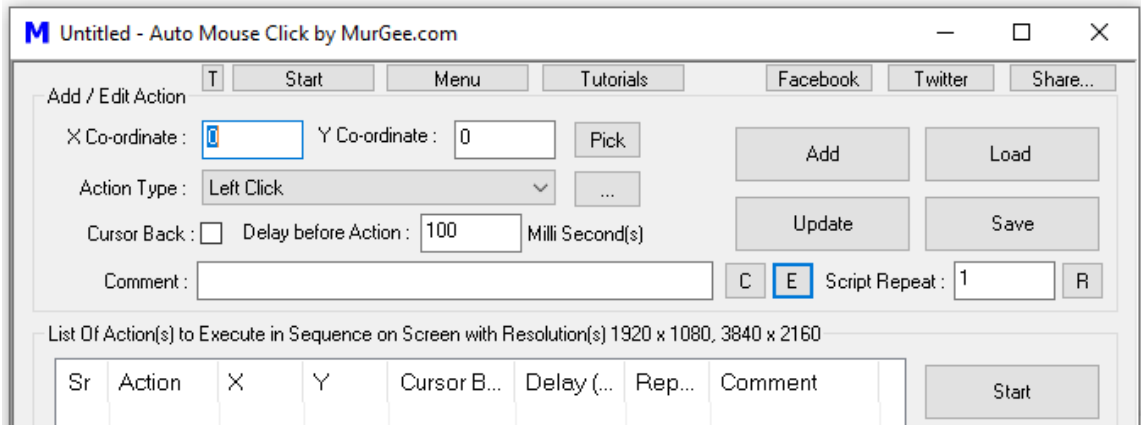 M Untitled - Auto Mouse Click by MurGee.com
T Start Menu Tutorials Facebook Twitter Share...
Add / Edit Action
X Co-ordinate : 0 Y Co-ordinate : 0 Pick Add Load
Action Type : Left Click ...
Cursor Back : Delay before Action : 100 Milli Second(s) Update Save
Comment : C E Script Repeat : 1 R
List Of Action(s) to Execute in Sequence on Screen with Resolution(s) 1920 x 1080, 3840 x 2160
Sr Action X Y Cursor B... Delay (... Rep... Comment Start